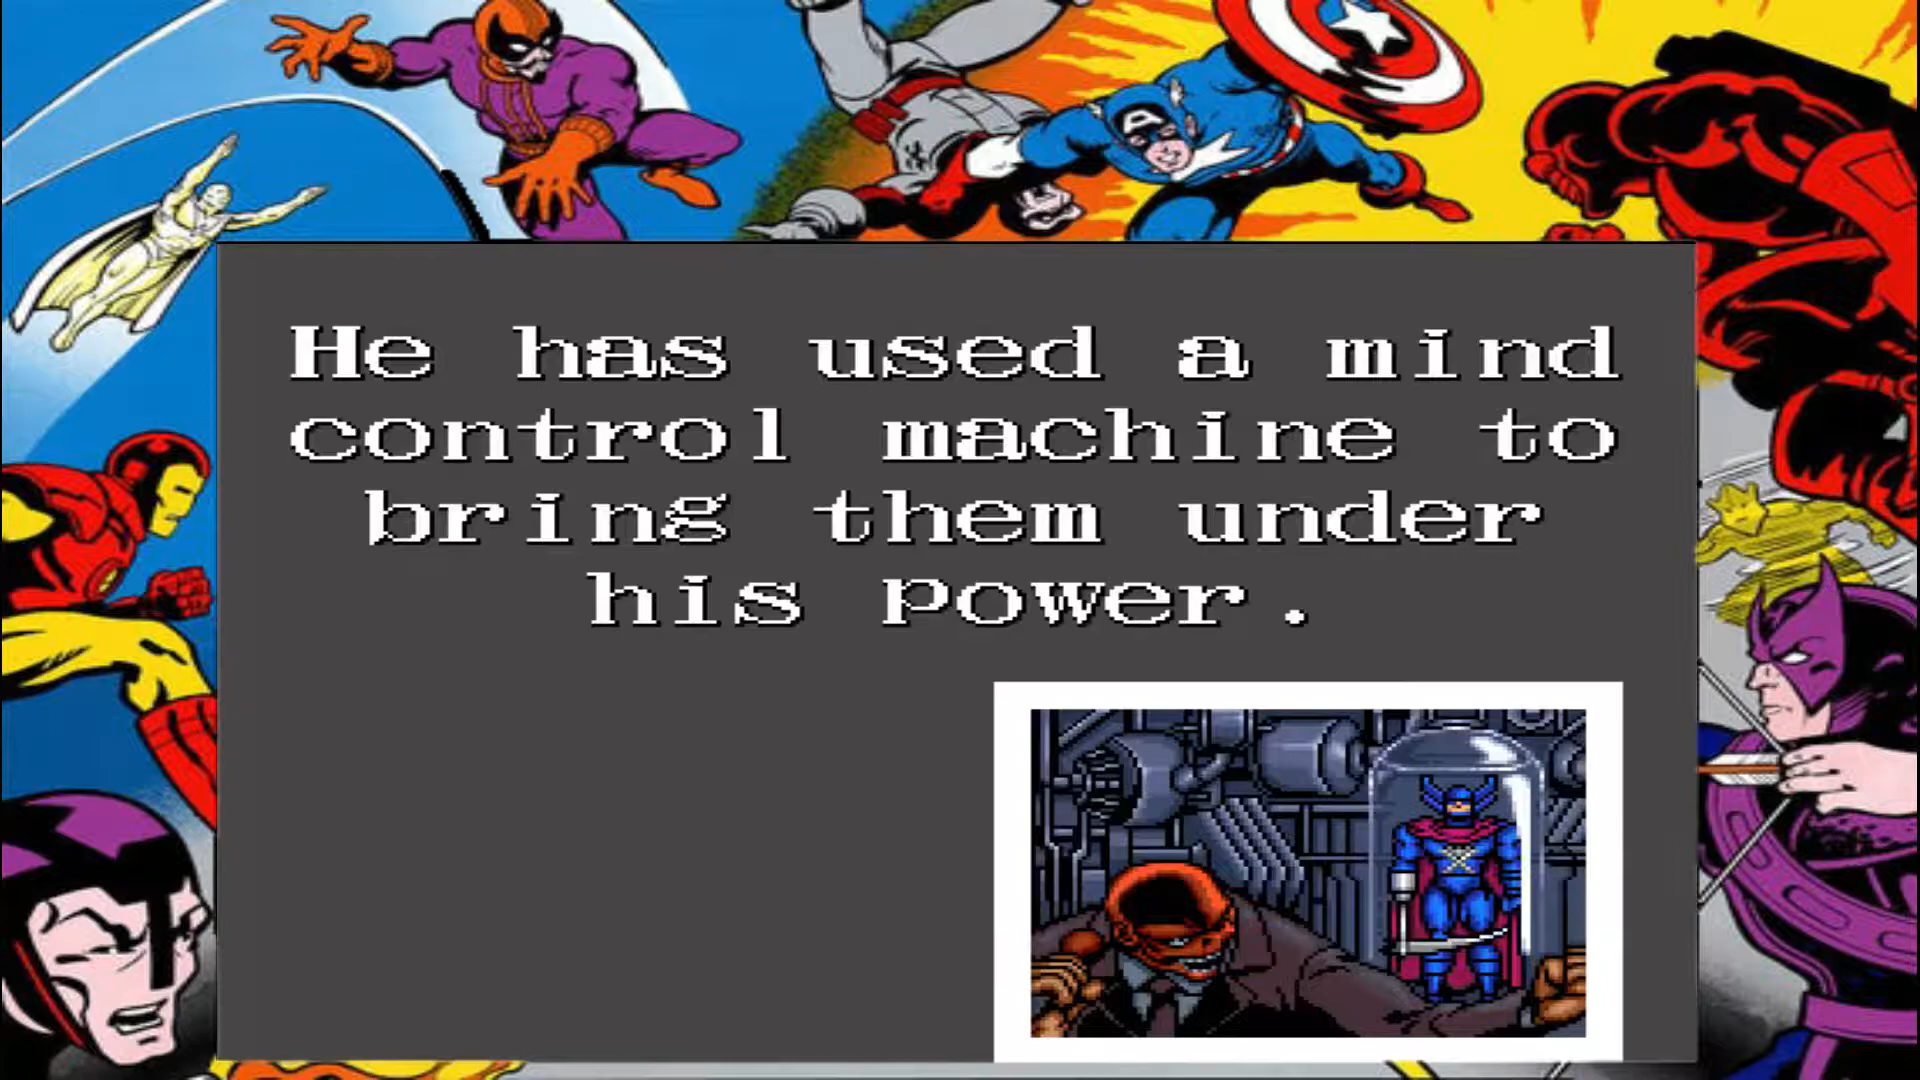 He has used a mind
control machine to
bring them under
his power.